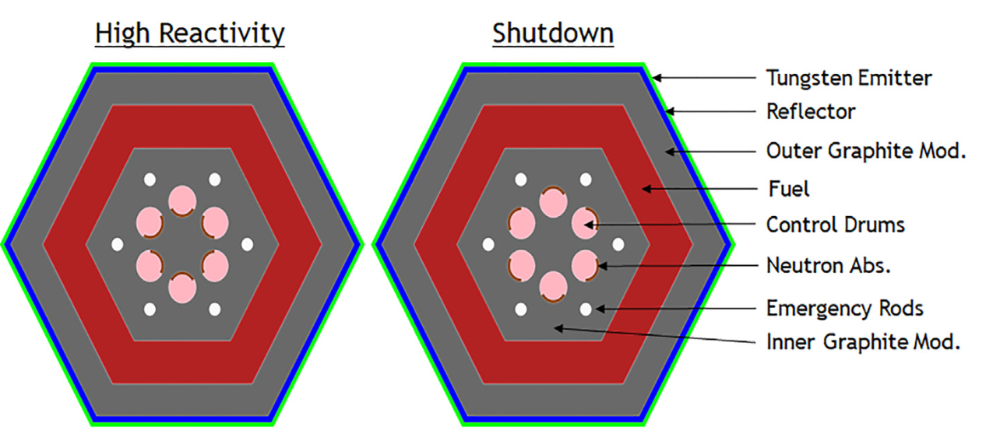 High Reactivity
Shutdown
Tungsten Emitter
Reflector
Outer Graphite Mod.
Fuel
Control Drums
Neutron Abs.
Emergency Rods
Inner Graphite Mod.